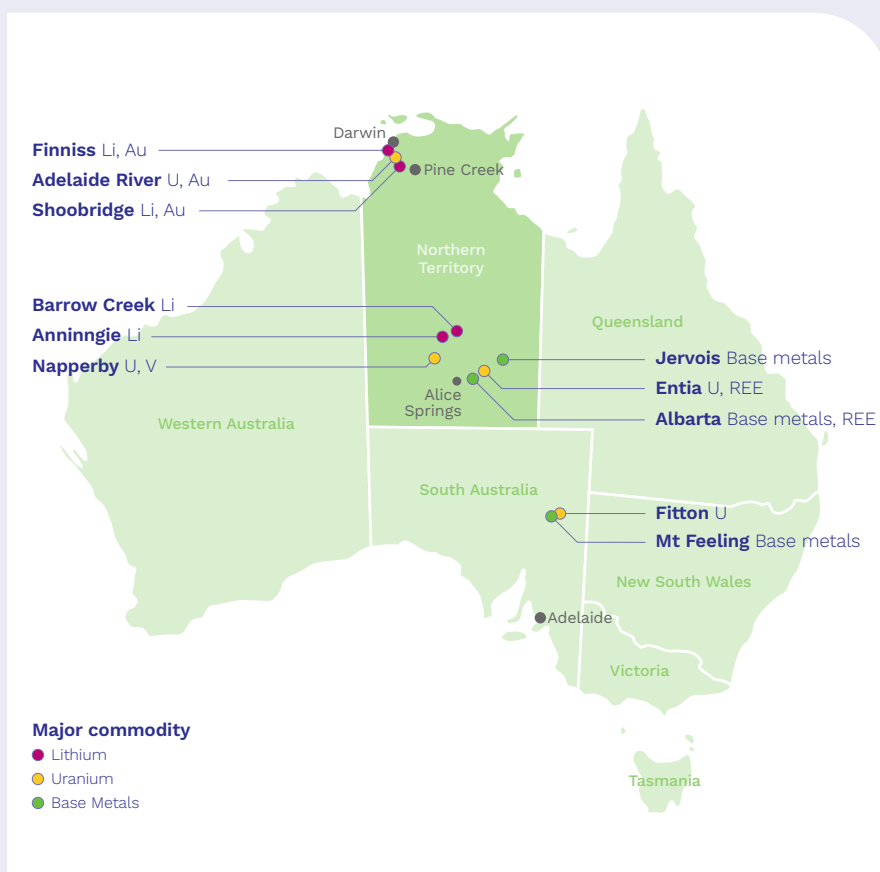 Darwin
Finniss Li, Au
Adelaide River U, Au
Pine Creek
Shoobridge Li, Au
Northern
Territory
Barrow Creek Li
Anninngie Li
Napperby U, V
Queensland
Jervois Base metals
Entia U, REE
Alice
Springs
Albarta Base metals, REE
Western Australia
South Australia
Fitton U
Mt Feeling Base metals
New South Wales
Adelaide
Victoria
Tasmania
Major commodity
Lithium
Uranium
Base Metals